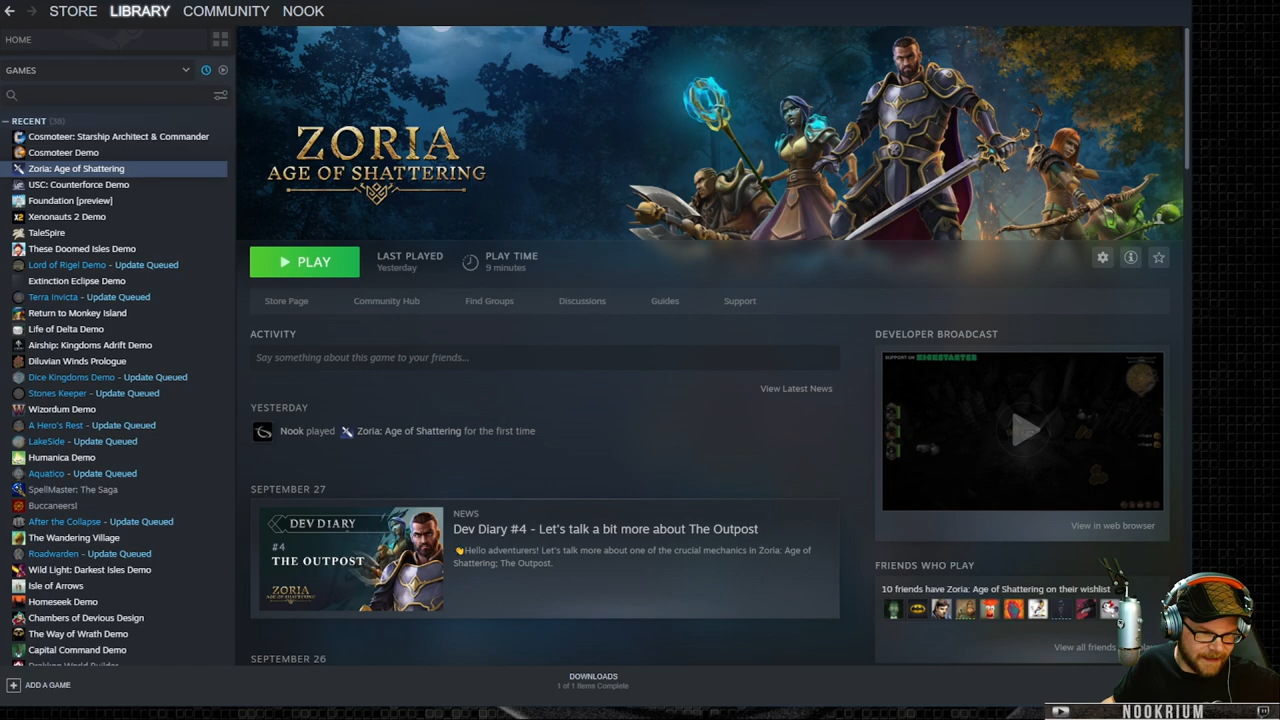 STORE LIBRARY COMMUNITY NOOK
HOME
GAMES
RECENT (38)
Cosmoteer: Starship Architect & Commander
Cosmoteer Demo
Zoria: Age of Shattering
USC: Counterforce Demo
Foundation [preview]
Xenonauts 2 Demo
TaleSpire
These Doomed Isles Demo
Lord of Rigel Demo - Update Queued
Extinction Eclipse Demo
Terra Invicta - Update Queued
Return to Monkey Island
Life of Delta Demo
Airship: Kingdoms Adrift Demo
Diluvian Winds Prologue
Dice Kingdoms Demo - Update Queued
Stones Keeper - Update Queued
Wizordum Demo
A Hero's Rest - Update Queued
LakeSide - Update Queued
Humanica Demo
Aquatico - Update Queued
SpellMaster: The Saga
Buccaneers!
After the Collapse - Update Queued
The Wandering Village
Roadwarden - Update Queued
Wild Light: Darkest Isles Demo
Isle of Arrows
Homeseek Demo
Chambers of Devious Design
The Way of Wrath Demo
Capital Command Demo
ADD A GAME
ZORIA
AGE OF SHATTERING
PLAY
LAST PLAYED
Yesterday
PLAY TIME
9 minutes
Store Page Community Hub Find Groups Discussions Guides Support
ACTIVITY
Say something about this game to your friends...
View Latest News
YESTERDAY
Nook played Zoria: Age of Shattering for the first time
SEPTEMBER 27
DEV DIARY
#4
THE OUTPOST
ZORIA
NEWS
Dev Diary #4 - Let's talk a bit more about The Outpost
Hello adventurers! Let's talk more about one of the crucial mechanics in Zoria: Age of
Shattering; The Outpost.
SEPTEMBER 26
DEVELOPER BROADCAST
SUPPORT ON KICKSTARTER
View in web browser
FRIENDS WHO PLAY
10 friends have Zoria: Age of Shattering on their wishlist
View all friends
DOWNLOADS
1 of 1 Items Complete
NOOKRIUM